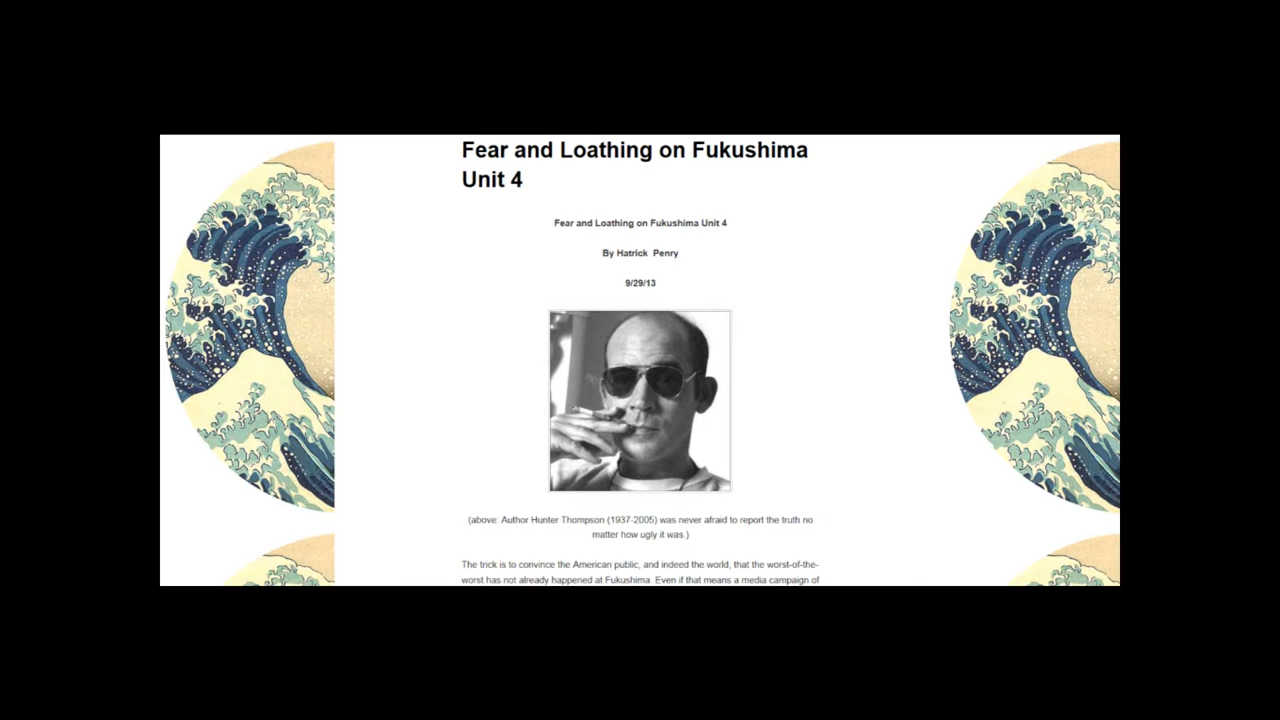 Fear and Loathing on Fukushima
Unit 4
Fear and Loathing on Fukushima Unit 4
By Hatrick Penry
9/29/13
(above: Author Hunter Thompson (1937-2005) was never afraid to report the truth no
matter how ugly it was.)
The trick is to convince the American public, and indeed the world, that the worst-of-the-
worst has not already happened at Fukushima. Even if that means a media campaign of